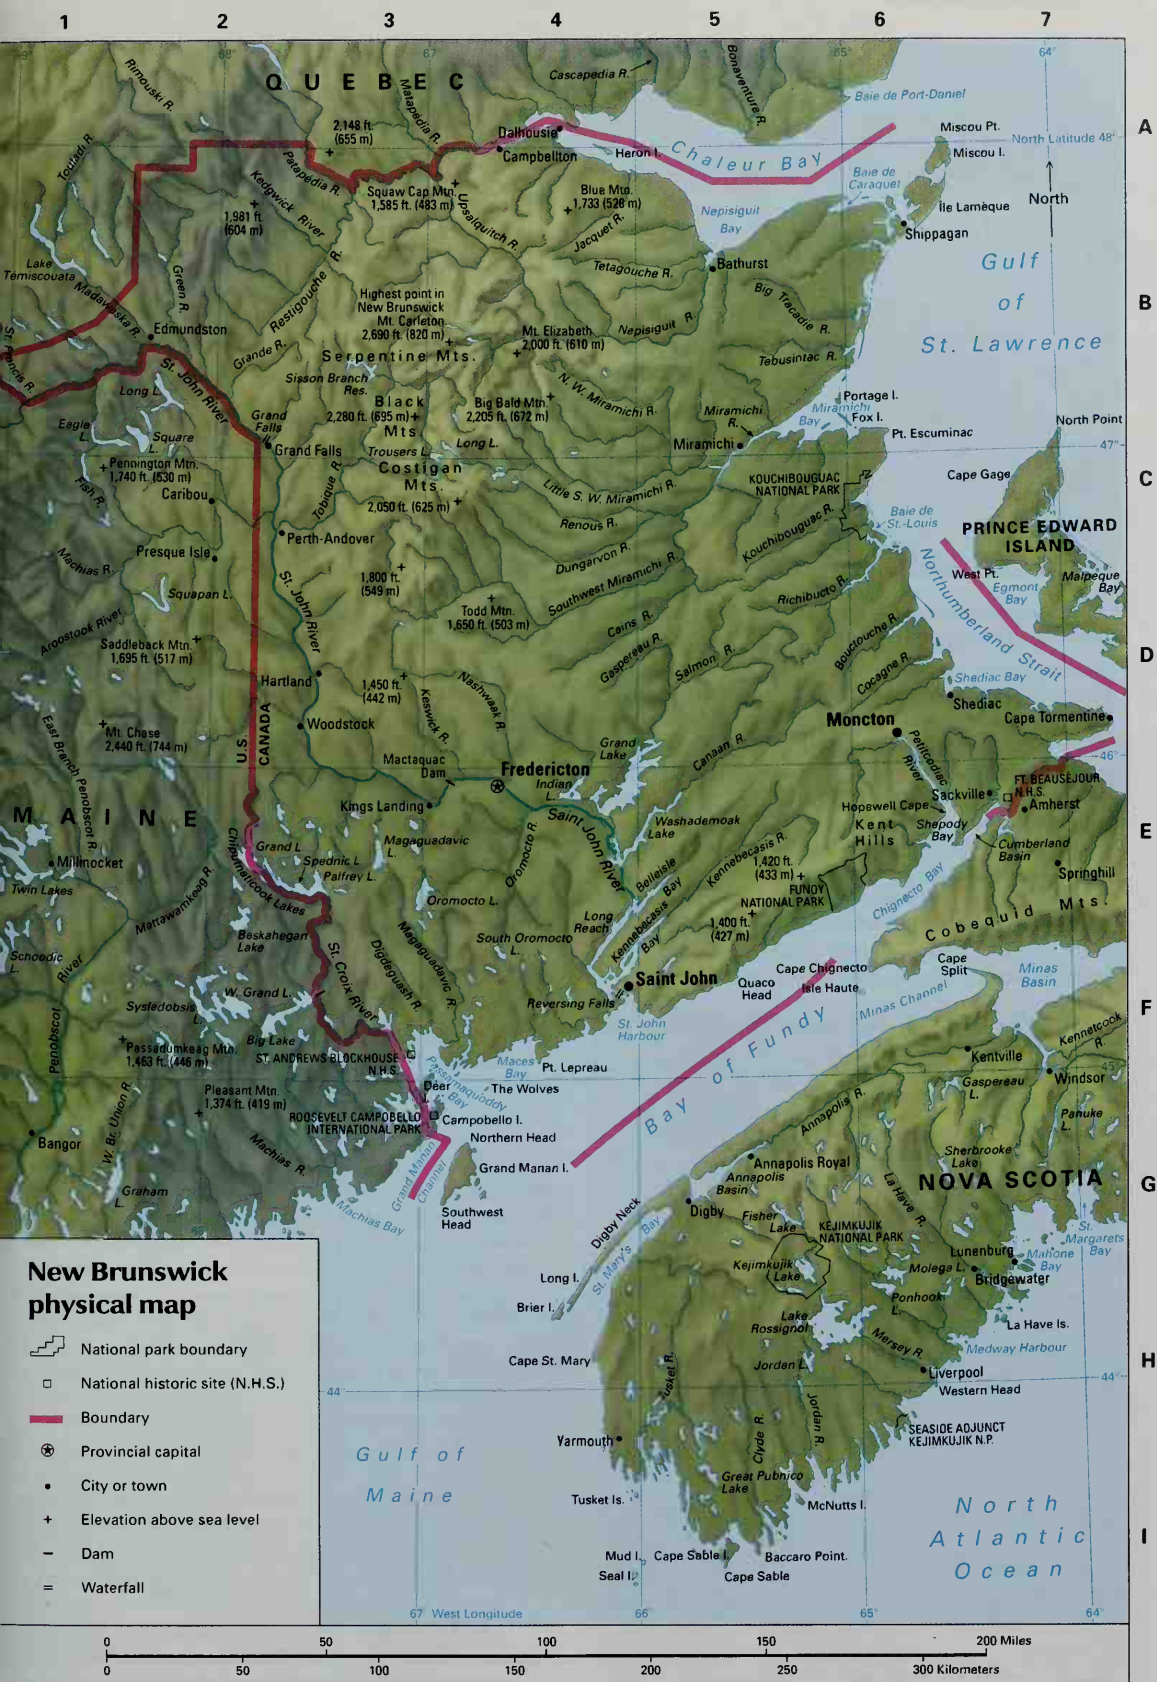 1 2 3 4 5 6 7
69° 68° 67 65° 64°
QUEBEC
Rimouski R.
Matapédia R.
Cascapedia R.
Bonaventure R.
Baie de Port-Daniel
A
2,148 ft.
(655 m)
Dalhousie
Campbellton
Heron I.
Chaleur Bay
Miscou Pt.
North Latitude 48°
Miscou I.
Touladi R.
Patapédia R.
Kedgwick River
Squaw Cap Mtn.
1,585 ft. (483 m)
Upsalquitch R.
Blue Mtn.
1,733 (528 m)
Baie de
Caraquet
North
1,981 ft.
(604 m)
Jacquet R.
Nepisiguit
Bay
Île Lamèque
Shippagan
Lake
Témiscouata
Madawaska R.
Green R.
Restigouche R.
Tetagouche R.
Bathurst
Gulf
of
St. Lawrence
B
Highest point in
New Brunswick
Mt. Carleton
2,690 ft. (820 m)
Big Tracadie R.
Edmundston
Mt. Elizabeth
2,000 ft. (610 m)
Nepisiguit R.
St. Francis R.
Grande R.
Serpentine Mts.
Tebusintac R.
St. John River
Long L.
Sisson Branch
Res.
N. W. Miramichi R.
Black
2,280 ft. (695 m)
Mts.
Big Bald Mtn.
2,205 ft. (672 m)
Miramichi
R.
Portage I.
Miramichi
Bay
Fox I.
Eagle
L.
Square
L.
Grand
Falls
Grand Falls
Trousers L.
Long L.
Miramichi
Pt. Escuminac
North Point
47°
Pennington Mtn.
1,740 ft. (530 m)
Costigan
Mts.
Caribou
Fish R.
Tobique R.
2,050 ft. (625 m)
Little S. W. Miramichi R.
KOUCHIBOUGUAC
NATIONAL PARK
Cape Gage
C
Renous R.
Kouchibouguac R.
Baie de
St.-Louis
PRINCE EDWARD
ISLAND
Perth-Andover
Presque Isle
Machias R.
Dungarvon R.
Southwest Miramichi R.
1,800 ft.
(549 m)
Richibucto R.
West Pt.
Egmont
Bay
Malpeque
Bay
Northumberland Strait
Squapan L.
St. John River
Todd Mtn.
1,650 ft. (503 m)
Aroostook River
Saddleback Mtn.
1,695 ft. (517 m)
Cains R.
Gaspereau R.
Salmon R.
Bouctouche R.
Cocagne R.
D
Hartland
1,450 ft.
(442 m)
Keswick R.
Nashwaak R.
Shediac Bay
Shediac
Cape Tormentine
Mt. Chase
2,440 ft. (744 m)
U.S.
CANADA
Woodstock
Moncton
East Branch Penobscot R.
Mactaquac
Dam
Fredericton
Indian
L.
Grand
Lake
Canaan R.
Petitcodiac
River
46°
FT. BEAUSÉJOUR
N.H.S.
Sackville
Amherst
MAINE
Kings Landing
Saint John River
Washademoak
Lake
Hopewell Cape
Kent
Hills
Shepody
Bay
E
Grand L.
Spednic L.
Palfrey L.
Magaguadavic
L.
Oromocto R.
Kennebecasis R.
Cumberland
Basin
Millinocket
Twin Lakes
Chiputneticook Lakes
Mattawamkeag R.
Belleisle
Bay
1,420 ft.
(433 m)
FUNDY
NATIONAL PARK
Springhill
Oromocto L.
Chignecto Bay
Cobequid Mts.
Beskahegan
Lake
Long
Reach
Kennebecasis
Bay
1,400 ft.
(427 m)
Schoodic
L.
River
St. Croix River
Digdeguash R.
Magaguadavic R.
South Oromocto
L.
Saint John
Cape Chignecto
Quaco
Head
Isle Haute
Cape
Split
Minas
Basin
Minas Channel
W. Grand L.
Sysladobsis
L.
Reversing Falls
St. John
Harbour
F
Penobscot
Passadumkeag Mtn.
1,463 ft. (446 m)
Big Lake
ST. ANDREWS BLOCKHOUSE
N.H.S.
Maces
Bay
Pt. Lepreau
Passamaquoddy
Bay
Bay of Fundy
Kentville
Kennetcook
R.
45°
Windsor
Gaspereau
L.
Pleasant Mtn.
1,374 ft. (419 m)
Deer
I.
The Wolves
ROOSEVELT CAMPOBELLO
INTERNATIONAL PARK
Campobello I.
Annapolis R.
Panuke
L.
Bangor
W. Br. Union R.
Machias R.
Northern Head
Grand Manan I.
Annapolis Royal
Sherbrooke
Lake
NOVA SCOTIA
Graham
L.
Machias Bay
Grand Manan
Channel
Southwest
Head
Annapolis
Basin
Digby
La Have R.
G
Digby Neck
St. Mary's Bay
Fisher
Lake
KEJIMKUJIK
NATIONAL PARK
Kejimkujik
Lake
St.
Margarets
Bay
Lunenburg
Mahone
Bay
Molega L.
Bridgewater
Long I.
Brier I.
Ponhook
L.
Lake
Rossignol
La Have Is.
Mersey R.
Medway Harbour
Cape St. Mary
Jordan L.
Liverpool
H
44°
44°
Western Head
Tusket R.
Yarmouth
Clyde R.
Jordan R.
SEASIDE ADJUNCT
KEJIMKUJIK N.P.
Gulf of
Maine
Great Pubnico
Lake
Tusket Is.
McNutts I.
North
Atlantic
Ocean
I
Mud I.
Seal I.
Cape Sable I.
Cape Sable
Baccaro Point.
67 West Longitude 66 65° 64°
New Brunswick
physical map
National park boundary
National historic site (N.H.S.)
Boundary
Provincial capital
City or town
Elevation above sea level
Dam
Waterfall
0 50 100 150 200 Miles
0 50 100 150 200 250 300 Kilometers